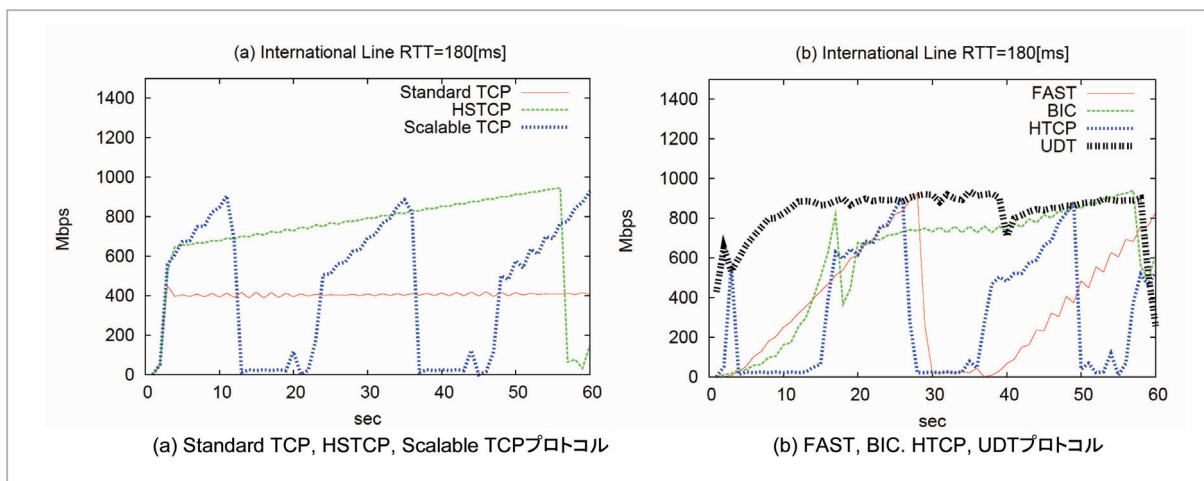 (a) International Line RTT=180[ms]
1400
1200
1000
800
600
400
200
0
Mbps
Standard TCP
HSTCP
Scalable TCP
0 10 20 30 40 50 60
sec
(a) Standard TCP, HSTCP, Scalable TCPプロトコル
(b) International Line RTT=180[ms]
1400
1200
1000
800
600
400
200
0
Mbps
FAST
BIC
HTCP
UDT
0 10 20 30 40 50 60
sec
(b) FAST, BIC. HTCP, UDTプロトコル